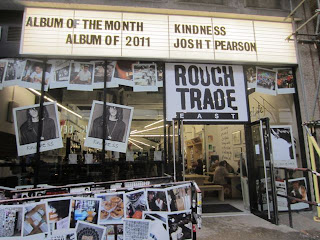 ALBUM OF THE MONTH KINDNESS
ALBUM OF 2011 JOSH T PEARSON
ROUGH
TRADE
EAST